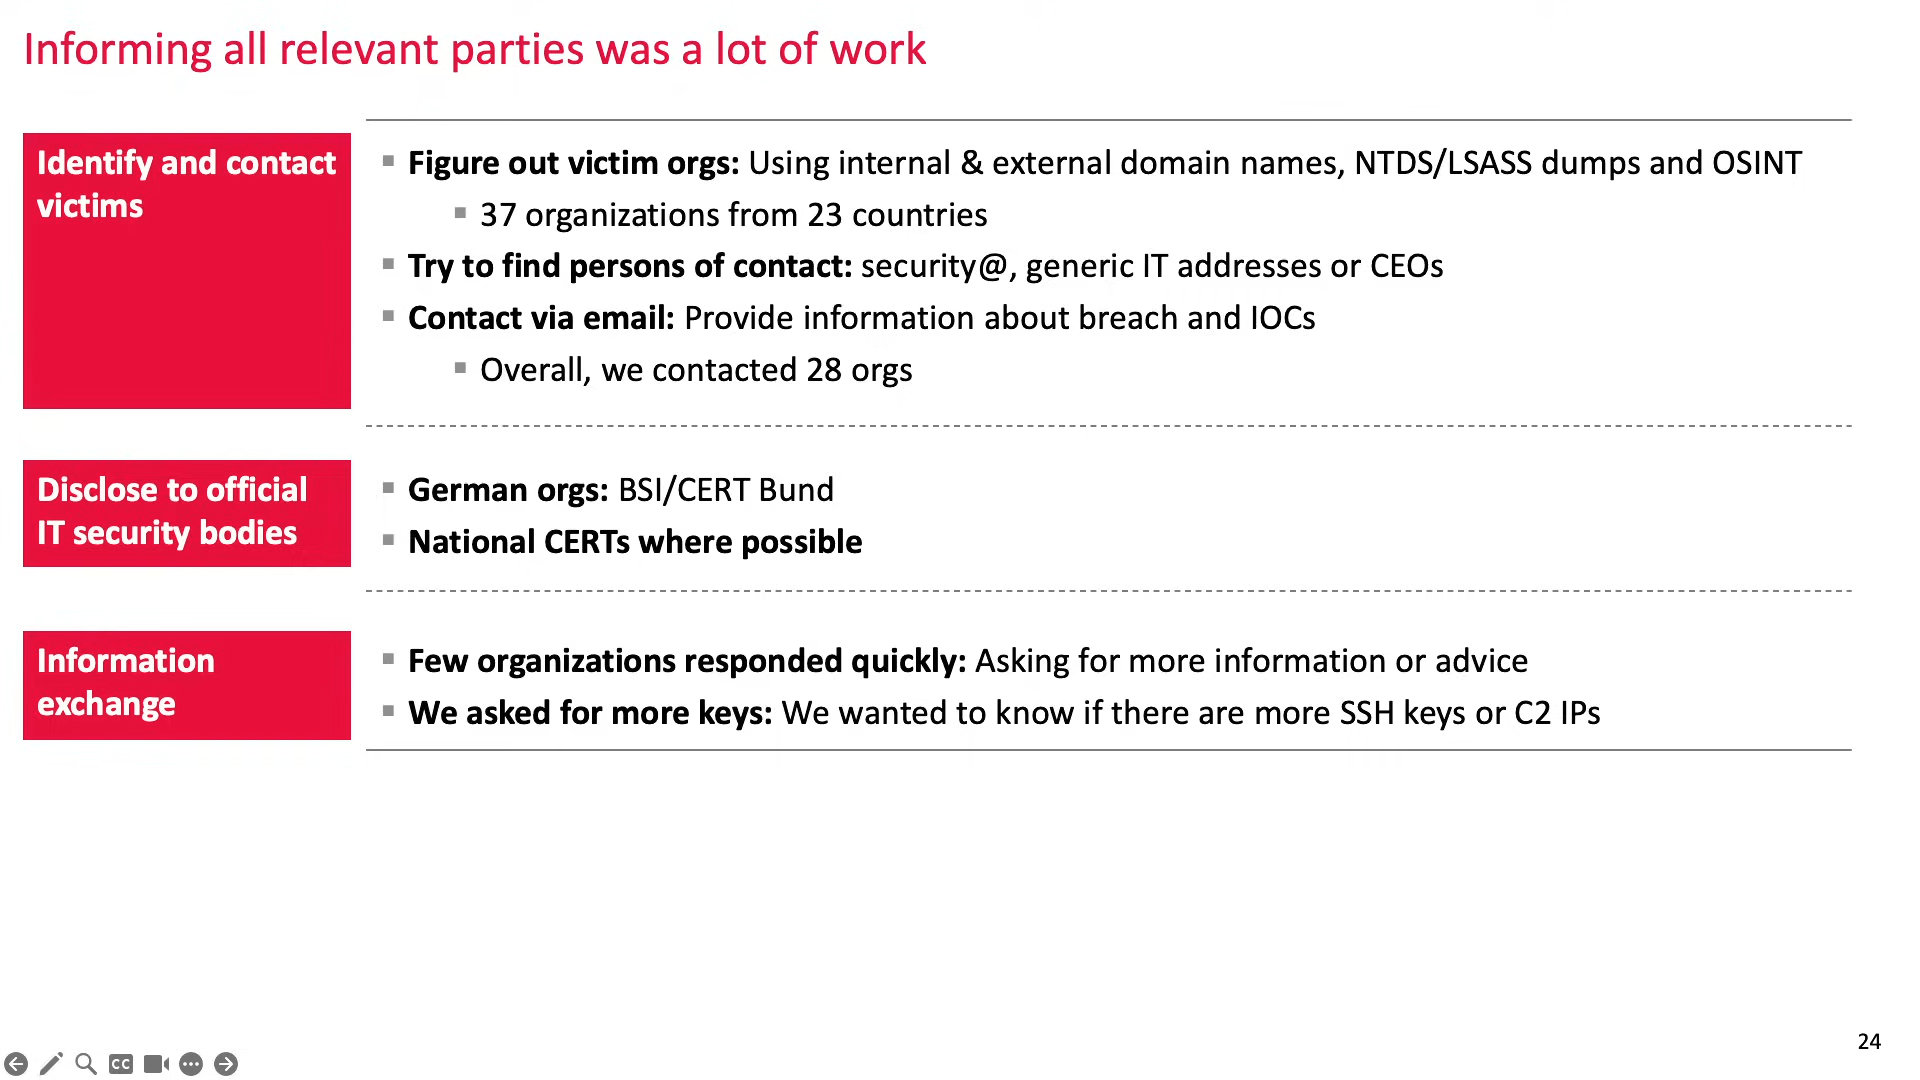 Informing all relevant parties was a lot of work
Identify and contact
victims
Figure out victim orgs: Using internal & external domain names, NTDS/LSASS dumps and OSINT
37 organizations from 23 countries
Try to find persons of contact: security@, generic IT addresses or CEOs
Contact via email: Provide information about breach and IOCs
Overall, we contacted 28 orgs
Disclose to official
IT security bodies
German orgs: BSI/CERT Bund
National CERTs where possible
Information
exchange
Few organizations responded quickly: Asking for more information or advice
We asked for more keys: We wanted to know if there are more SSH keys or C2 IPs
24
CC